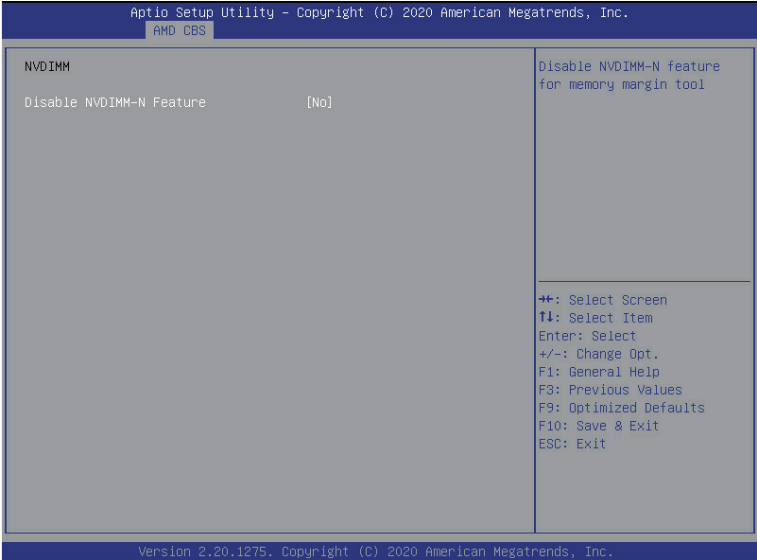 Aptio Setup Utility – Copyright (C) 2020 American Megatrends, Inc.
AMD CBS
NVDIMM
Disable NVDIMM-N Feature [No]
Disable NVDIMM-N feature
for memory margin tool
→←: Select Screen
↑↓: Select Item
Enter: Select
+/-: Change Opt.
F1: General Help
F3: Previous Values
F9: Optimized Defaults
F10: Save & Exit
ESC: Exit
Version 2.20.1275. Copyright (C) 2020 American Megatrends, Inc.